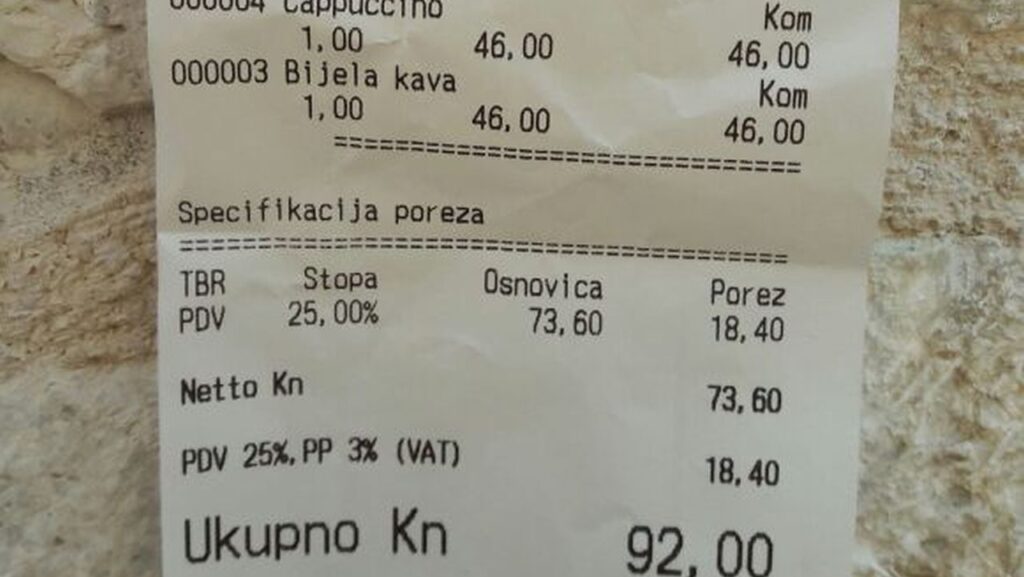 000004 Cappuccino Kom
1,00 46,00 46,00
000003 Bijela kava Kom
1,00 46,00 46,00
==============================
Specifikacija poreza
========================================
TBR Stopa Osnovica Porez
PDV 25,00% 73,60 18,40
Netto Kn 73,60
PDV 25%,PP 3% (VAT) 18,40
Ukupno Kn 92,00